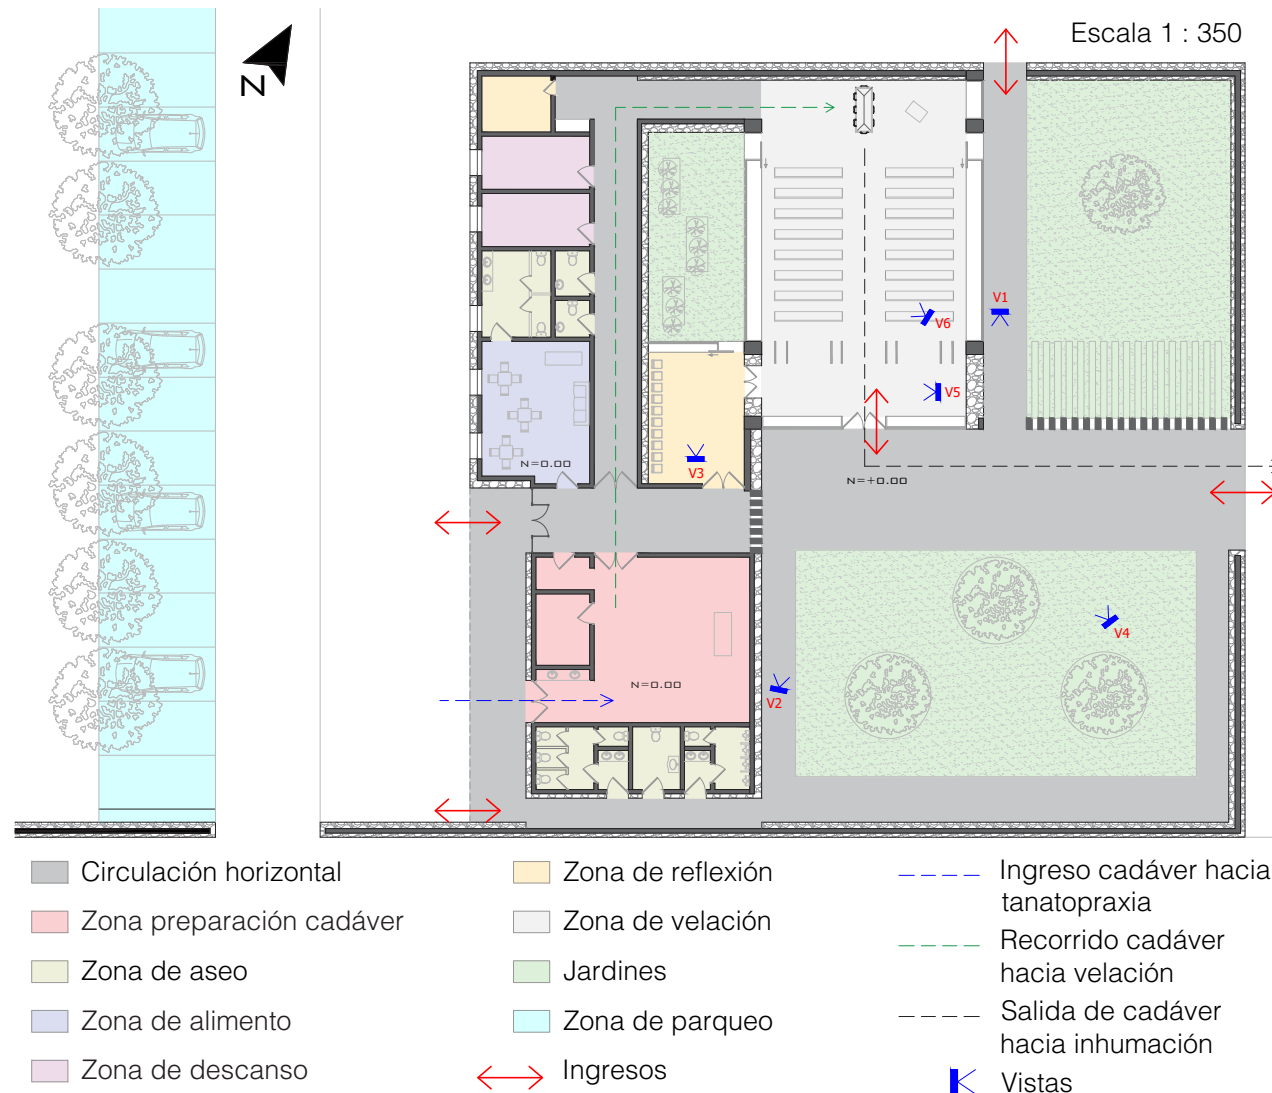 Escala 1 : 350
N
V1
V6
V5
N=0.00
V3
N=+0.00
V4
N=0.00
V2
Circulación horizontal
Zona preparación cadáver
Zona de aseo
Zona de alimento
Zona de descanso
Zona de reflexión
Zona de velación
Jardines
Zona de parqueo
Ingresos
Ingreso cadáver hacia
tanatopraxia
Recorrido cadáver
hacia velación
Salida de cadáver
hacia inhumación
Vistas